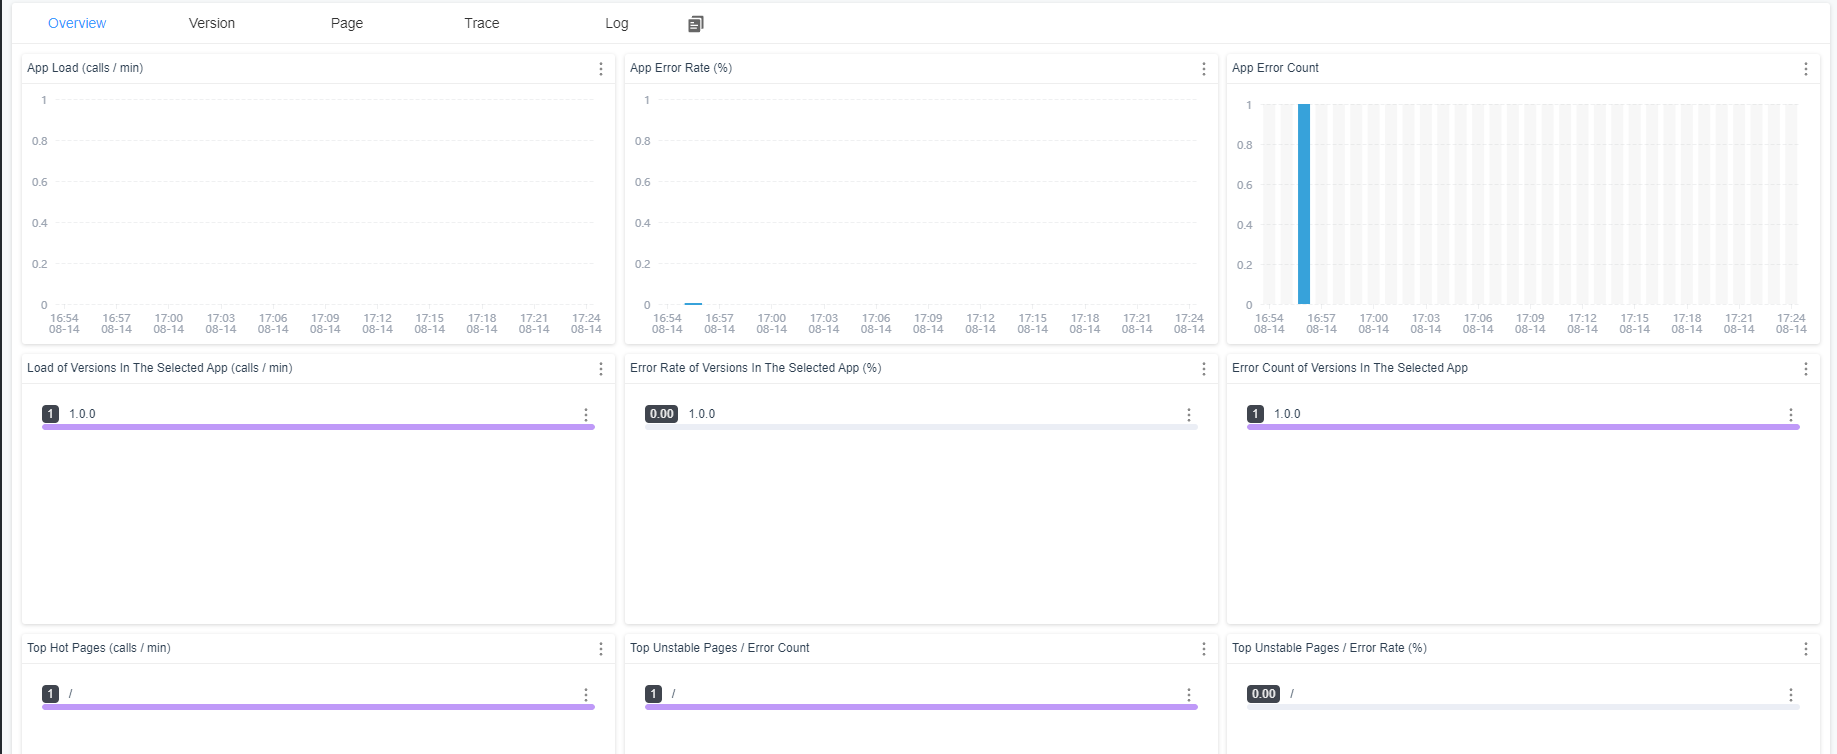 Overview Version Page Trace Log
App Load (calls / min)
1
0.8
0.6
0.4
0.2
0
16:54 16:57 17:00 17:03 17:06 17:09 17:12 17:15 17:18 17:21 17:24
08-14 08-14 08-14 08-14 08-14 08-14 08-14 08-14 08-14 08-14 08-14
App Error Rate (%)
1
0.8
0.6
0.4
0.2
0
16:54 16:57 17:00 17:03 17:06 17:09 17:12 17:15 17:18 17:21 17:24
08-14 08-14 08-14 08-14 08-14 08-14 08-14 08-14 08-14 08-14 08-14
App Error Count
1
0.8
0.6
0.4
0.2
0
16:54 16:57 17:00 17:03 17:06 17:09 17:12 17:15 17:18 17:21 17:24
08-14 08-14 08-14 08-14 08-14 08-14 08-14 08-14 08-14 08-14 08-14
Load of Versions In The Selected App (calls / min)
1 1.0.0
Error Rate of Versions In The Selected App (%)
0.00 1.0.0
Error Count of Versions In The Selected App
1 1.0.0
Top Hot Pages (calls / min)
1 /
Top Unstable Pages / Error Count
1 /
Top Unstable Pages / Error Rate (%)
0.00 /